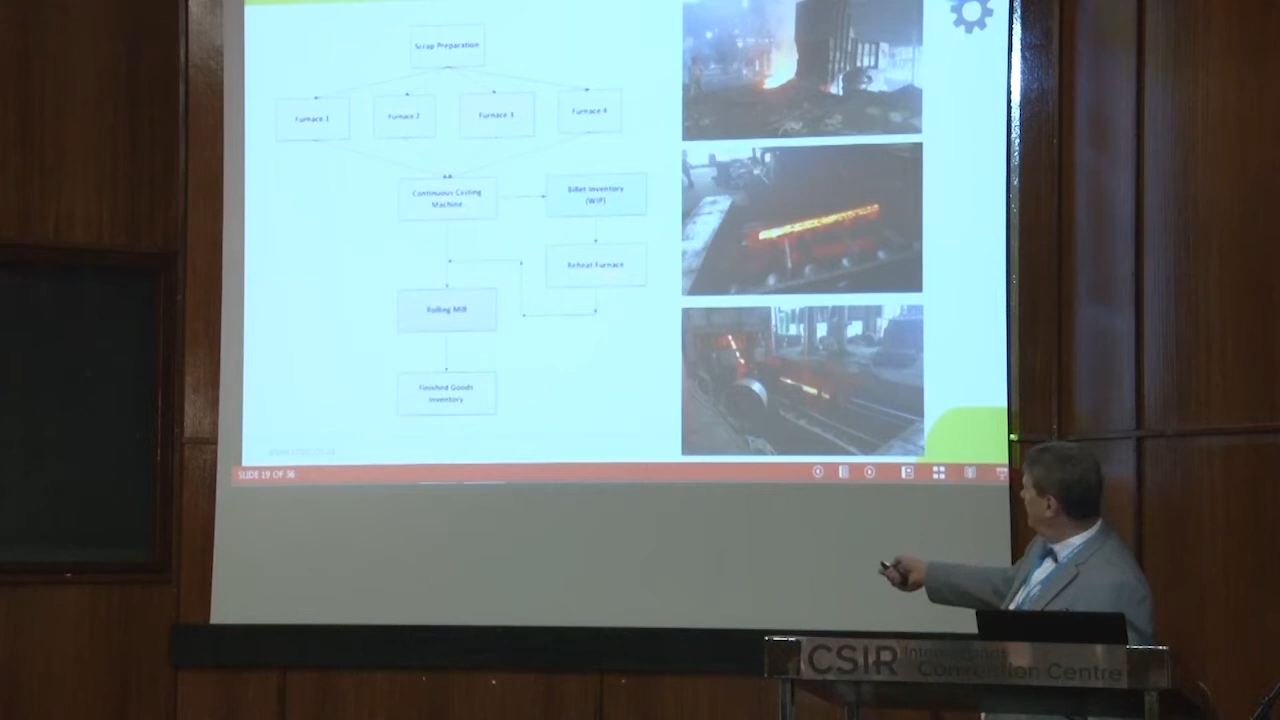 Scrap Preparation
Furnace 1
Furnace 2
Furnace 3
Furnace 4
Continuous Casting
Machine.
Billet Inventory
(WIP)
Reheat Furnace
Rolling Mill
Finished Goods
Inventory
SLIDE 19 OF 36
CSIR International
Convention Centre